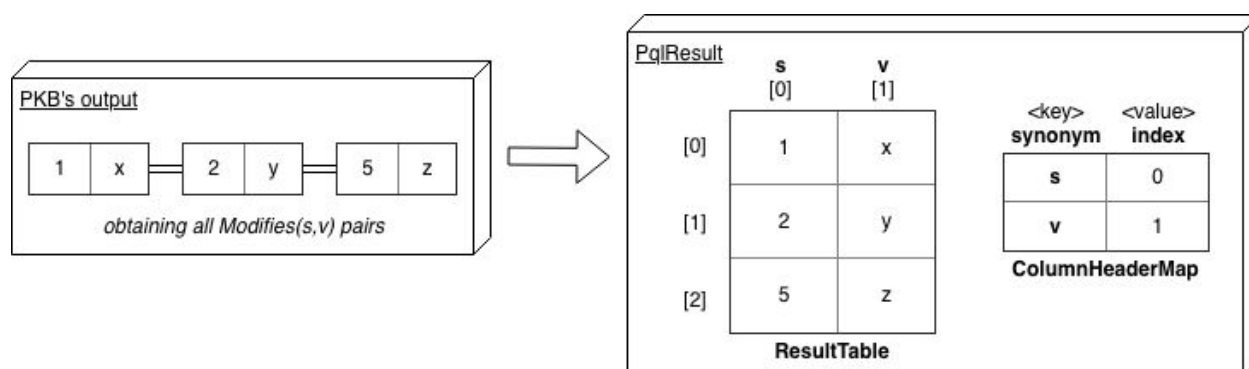 PKB's output
1 x 2 y 5 z
obtaining all Modifies(s,v) pairs
PqlResult
s v
[0] [1]
[0] 1 x
[1] 2 y
[2] 5 z
ResultTable
<key> <value>
synonym index
s 0
v 1
ColumnHeaderMap